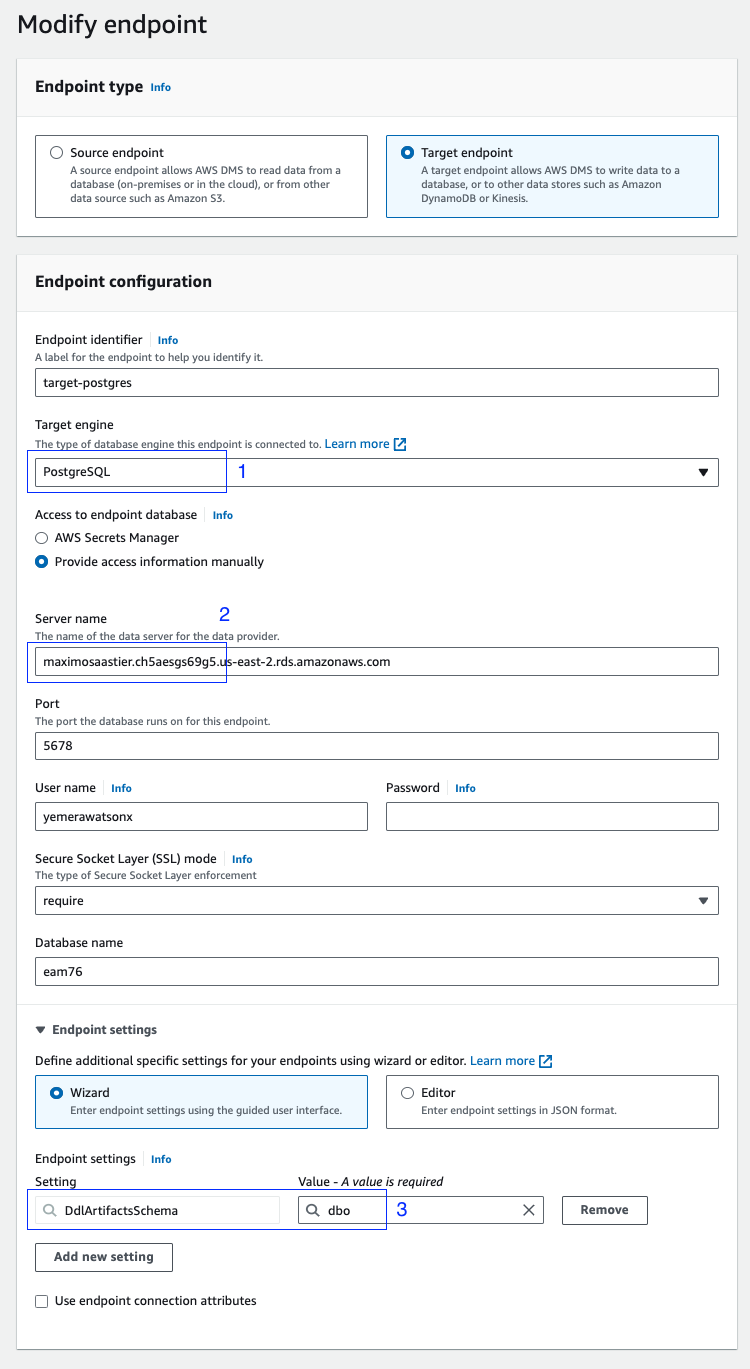 Modify endpoint
Endpoint type Info
Source endpoint
A source endpoint allows AWS DMS to read data from a
database (on-premises or in the cloud), or from other
data source such as Amazon S3.
Target endpoint
A target endpoint allows AWS DMS to write data to a
database, or to other data stores such as Amazon
DynamoDB or Kinesis.
Endpoint configuration
Endpoint identifier Info
A label for the endpoint to help you identify it.
target-postgres
Target engine
The type of database engine this endpoint is connected to. Learn more
PostgreSQL 1
Access to endpoint database Info
AWS Secrets Manager
Provide access information manually
Server name 2
The name of the data server for the data provider.
maximosaastier.ch5aesgs69g5.us-east-2.rds.amazonaws.com
Port
The port the database runs on for this endpoint.
5678
User name Info
yemerawatsonx
Password Info
Secure Socket Layer (SSL) mode Info
The type of Secure Socket Layer enforcement
require
Database name
eam76
Endpoint settings
Define additional specific settings for your endpoints using wizard or editor. Learn more
Wizard
Enter endpoint settings using the guided user interface.
Editor
Enter endpoint settings in JSON format.
Endpoint settings Info
Setting Value - A value is required
DdlArtifactsSchema dbo 3 Remove
Add new setting
Use endpoint connection attributes